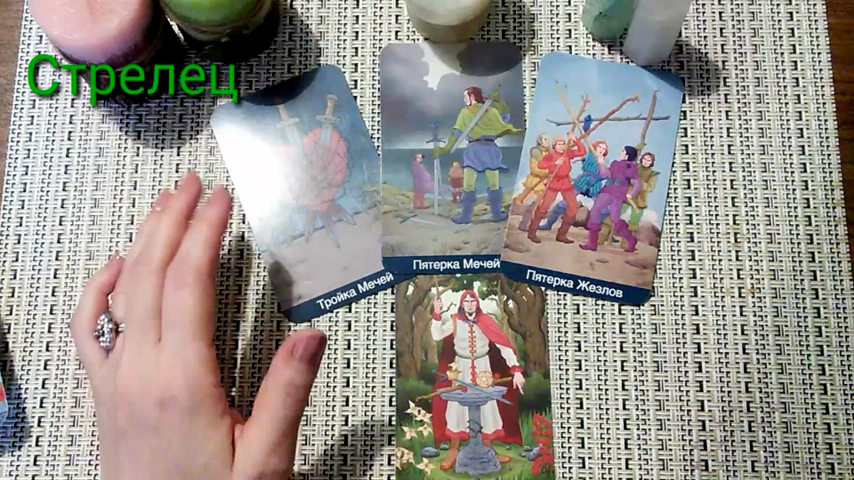 Стрелец
Тройка Мечей
Пятерка Мечей
Пятерка Жезлов